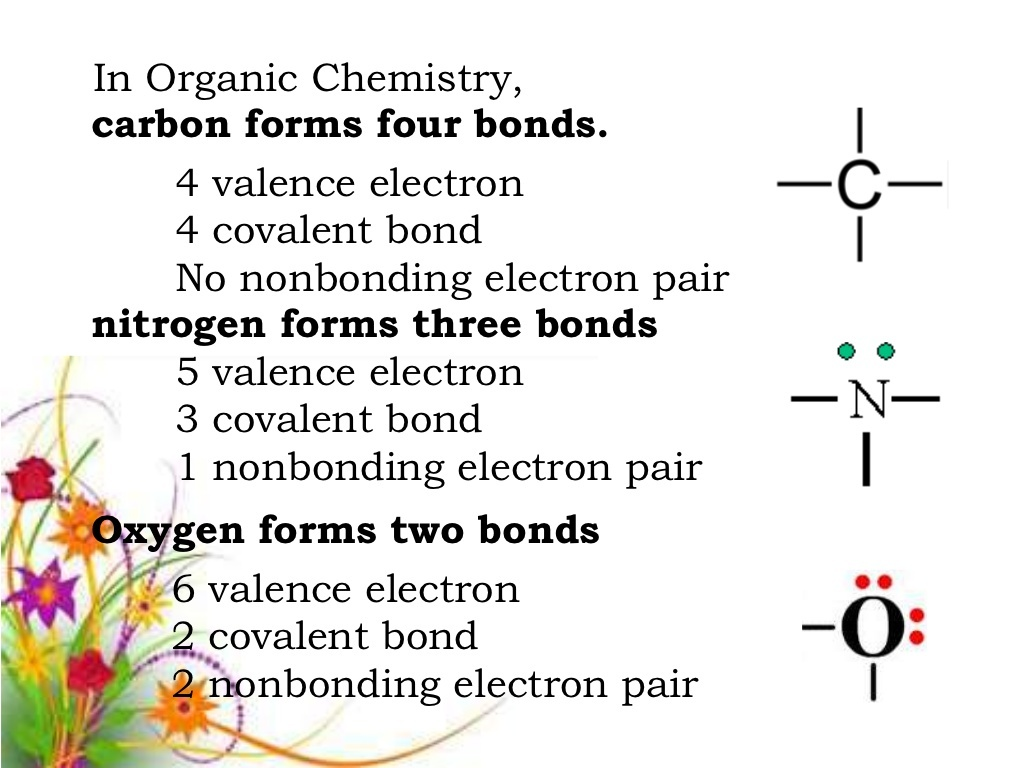 In Organic Chemistry,
carbon forms four bonds.
4 valence electron
4 covalent bond
No nonbonding electron pair
nitrogen forms three bonds
5 valence electron
3 covalent bond
1 nonbonding electron pair
Oxygen forms two bonds
6 valence electron
2 covalent bond
2 nonbonding electron pair
C
N
O